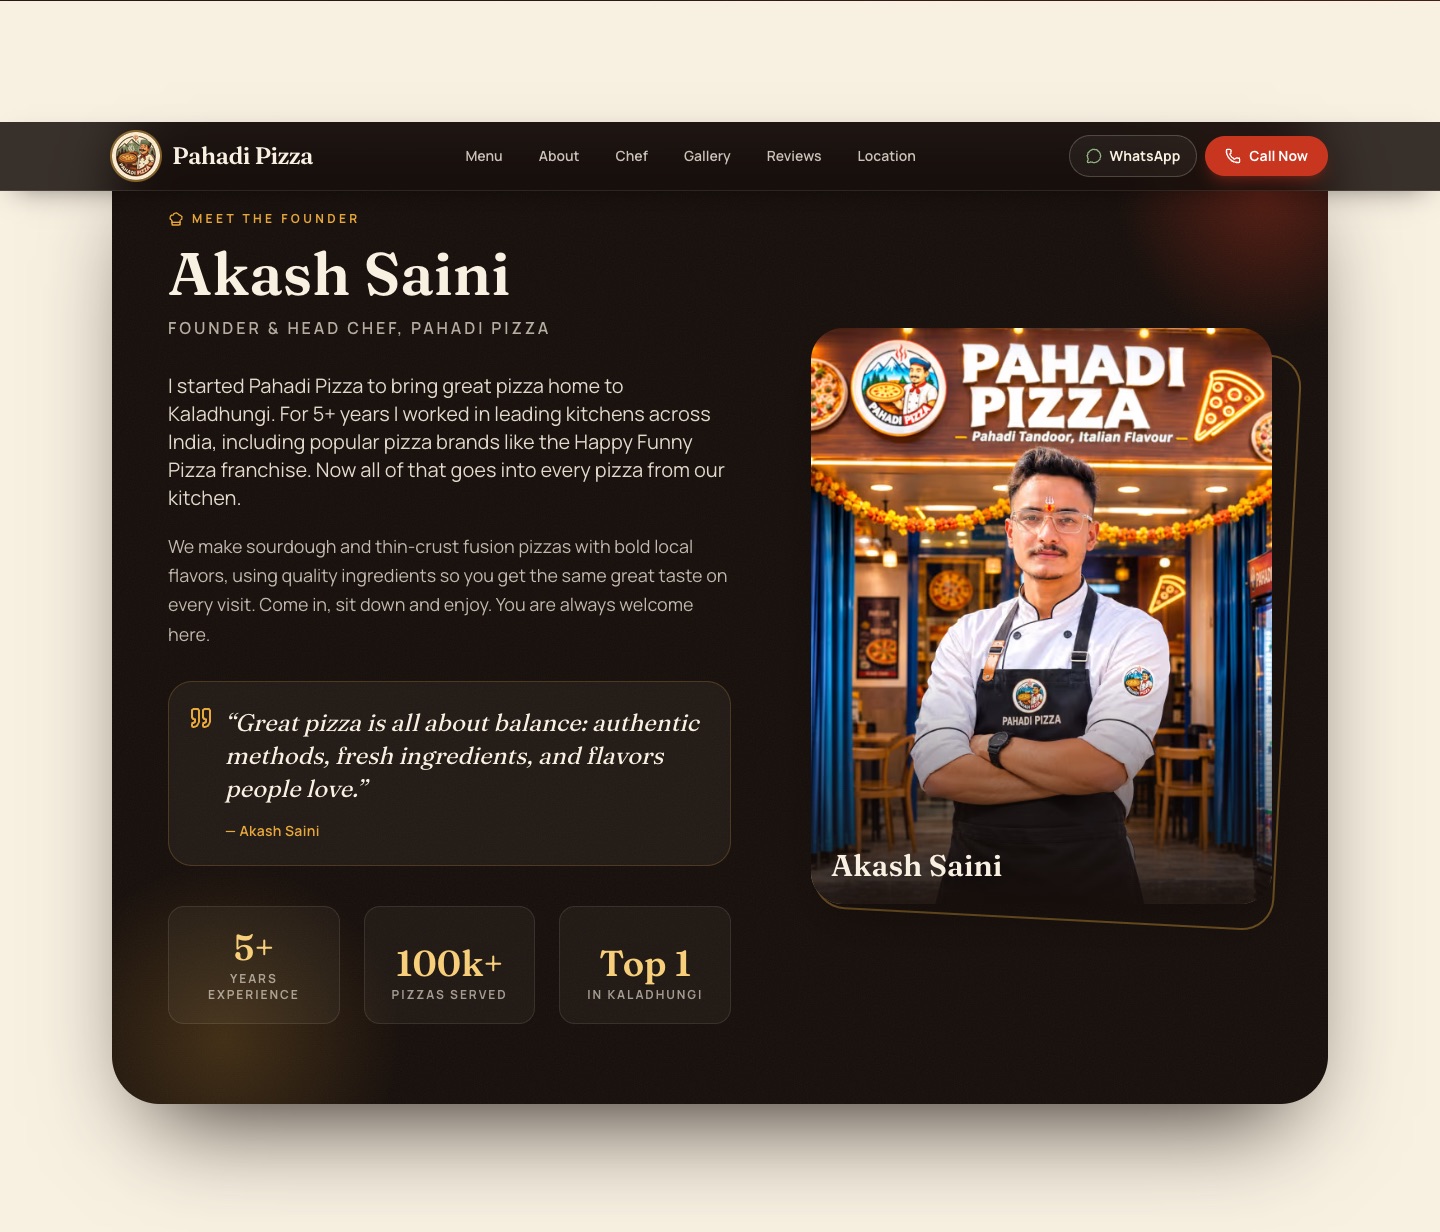 Pahadi Pizza
Menu
About
Chef
Gallery
Reviews
Location
WhatsApp
Call Now
MEET THE FOUNDER
Akash Saini
FOUNDER & HEAD CHEF, PAHADI PIZZA
I started Pahadi Pizza to bring great pizza home to
Kaladhungi. For 5+ years I worked in leading kitchens across
India, including popular pizza brands like the Happy Funny
Pizza franchise. Now all of that goes into every pizza from our
kitchen.
We make sourdough and thin-crust fusion pizzas with bold local
flavors, using quality ingredients so you get the same great taste on
every visit. Come in, sit down and enjoy. You are always welcome
here.
“Great pizza is all about balance: authentic
methods, fresh ingredients, and flavors
people love.”
— Akash Saini
5+
YEARS
EXPERIENCE
100k+
PIZZAS SERVED
Top 1
IN KALADHUNGI
PAHADI
PIZZA
— Pahadi Tandoor, Italian Flavour —
PAHADI PIZZA
PAHADI PIZZA
Akash Saini